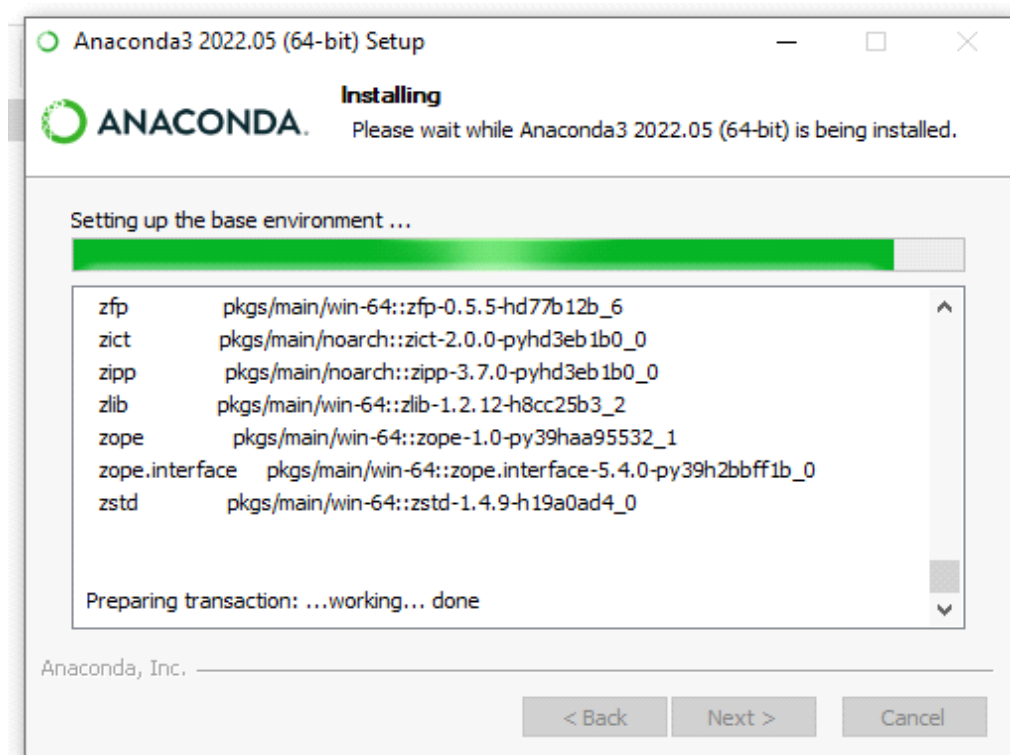 Anaconda3 2022.05 (64-bit) Setup
ANACONDA.
Installing
Please wait while Anaconda3 2022.05 (64-bit) is being installed.
Setting up the base environment ...
zfp pkgs/main/win-64::zfp-0.5.5-hd77b12b_6
zict pkgs/main/noarch::zict-2.0.0-pyhd3eb1b0_0
zipp pkgs/main/noarch::zipp-3.7.0-pyhd3eb1b0_0
zlib pkgs/main/win-64::zlib-1.2.12-h8cc25b3_2
zope pkgs/main/win-64::zope-1.0-py39haa95532_1
zope.interface pkgs/main/win-64::zope.interface-5.4.0-py39h2bbff1b_0
zstd pkgs/main/win-64::zstd-1.4.9-h19a0ad4_0
Preparing transaction: ...working... done
Anaconda, Inc.
< Back Next > Cancel